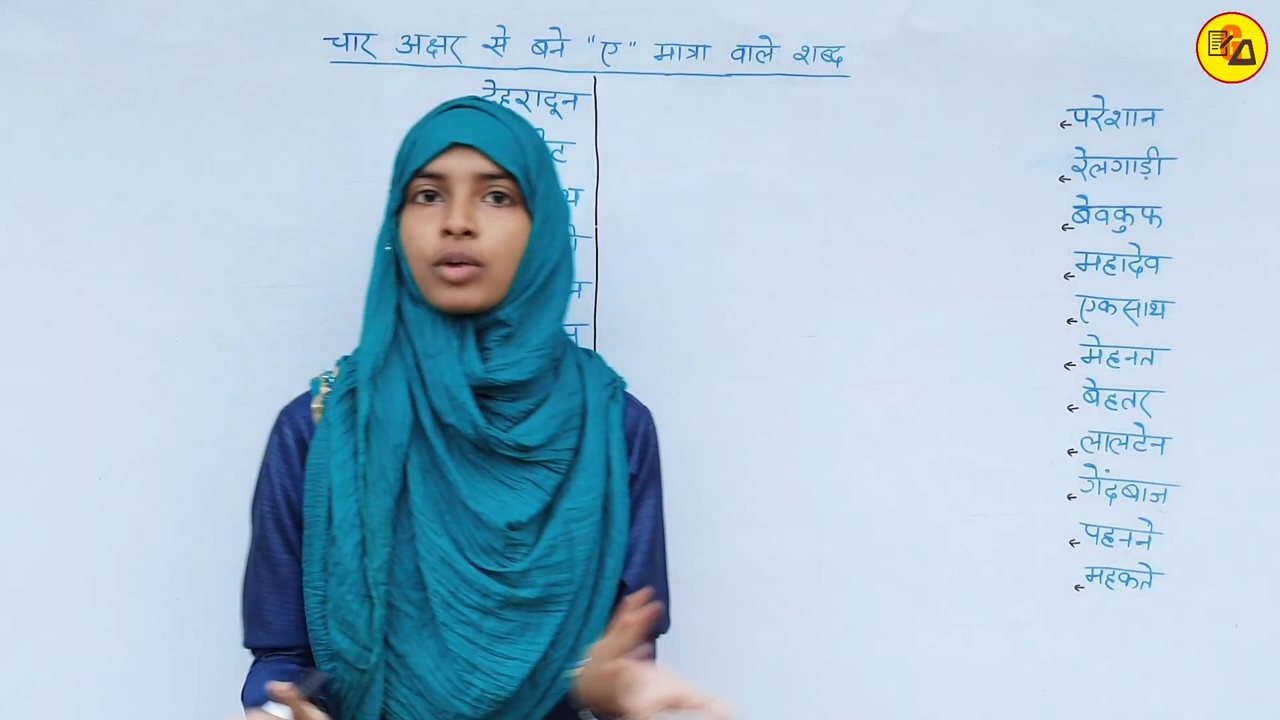 चार अक्षर से बने "ए" मात्रा वाले शब्द
देहरादून
परेशान
रेलगाड़ी
बेवकुफ
महादेव
एकसाथ
मेहनत
बेहतर
लालटेन
गेंदबाज
पहनने
महकते